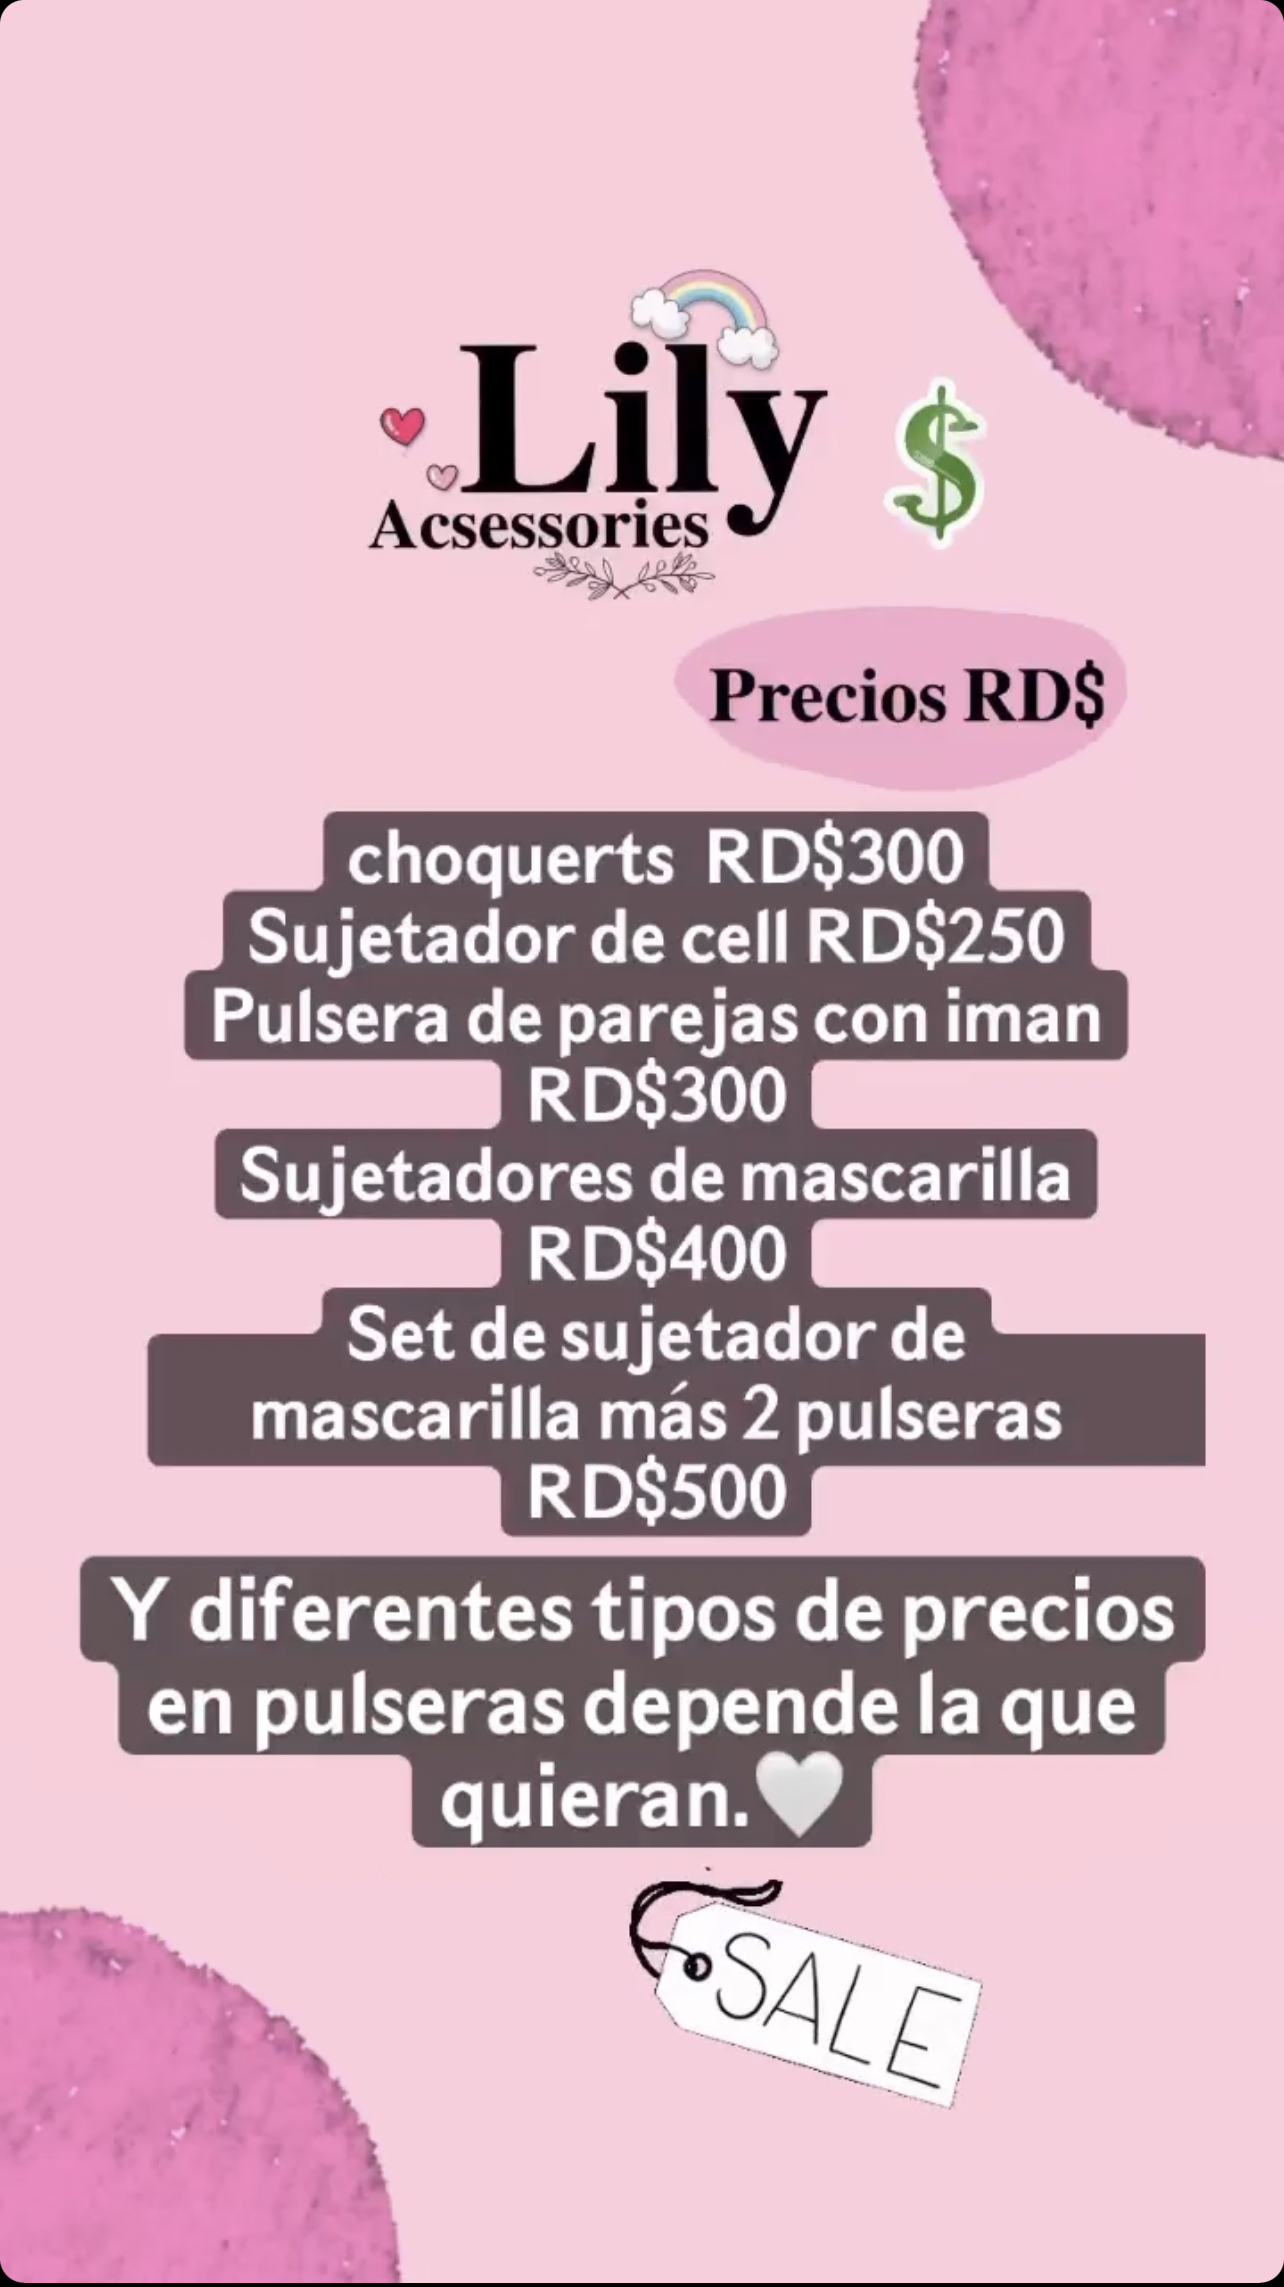 Lily
Acsessories
$
Precios RD$
choquerts RD$300
Sujetador de cell RD$250
Pulsera de parejas con iman
RD$300
Sujetadores de mascarilla
RD$400
Set de sujetador de
mascarilla más 2 pulseras
RD$500
Y diferentes tipos de precios
en pulseras depende la que
quieran.🤍
SALE